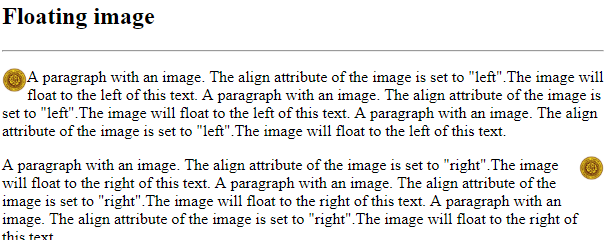 Floating image
A paragraph with an image. The align attribute of the image is set to "left".The image will
float to the left of this text. A paragraph with an image. The align attribute of the image is
set to "left".The image will float to the left of this text. A paragraph with an image. The align
attribute of the image is set to "left".The image will float to the left of this text.
A paragraph with an image. The align attribute of the image is set to "right".The image
will float to the right of this text. A paragraph with an image. The align attribute of the
image is set to "right".The image will float to the right of this text. A paragraph with an
image. The align attribute of the image is set to "right".The image will float to the right of
this text.